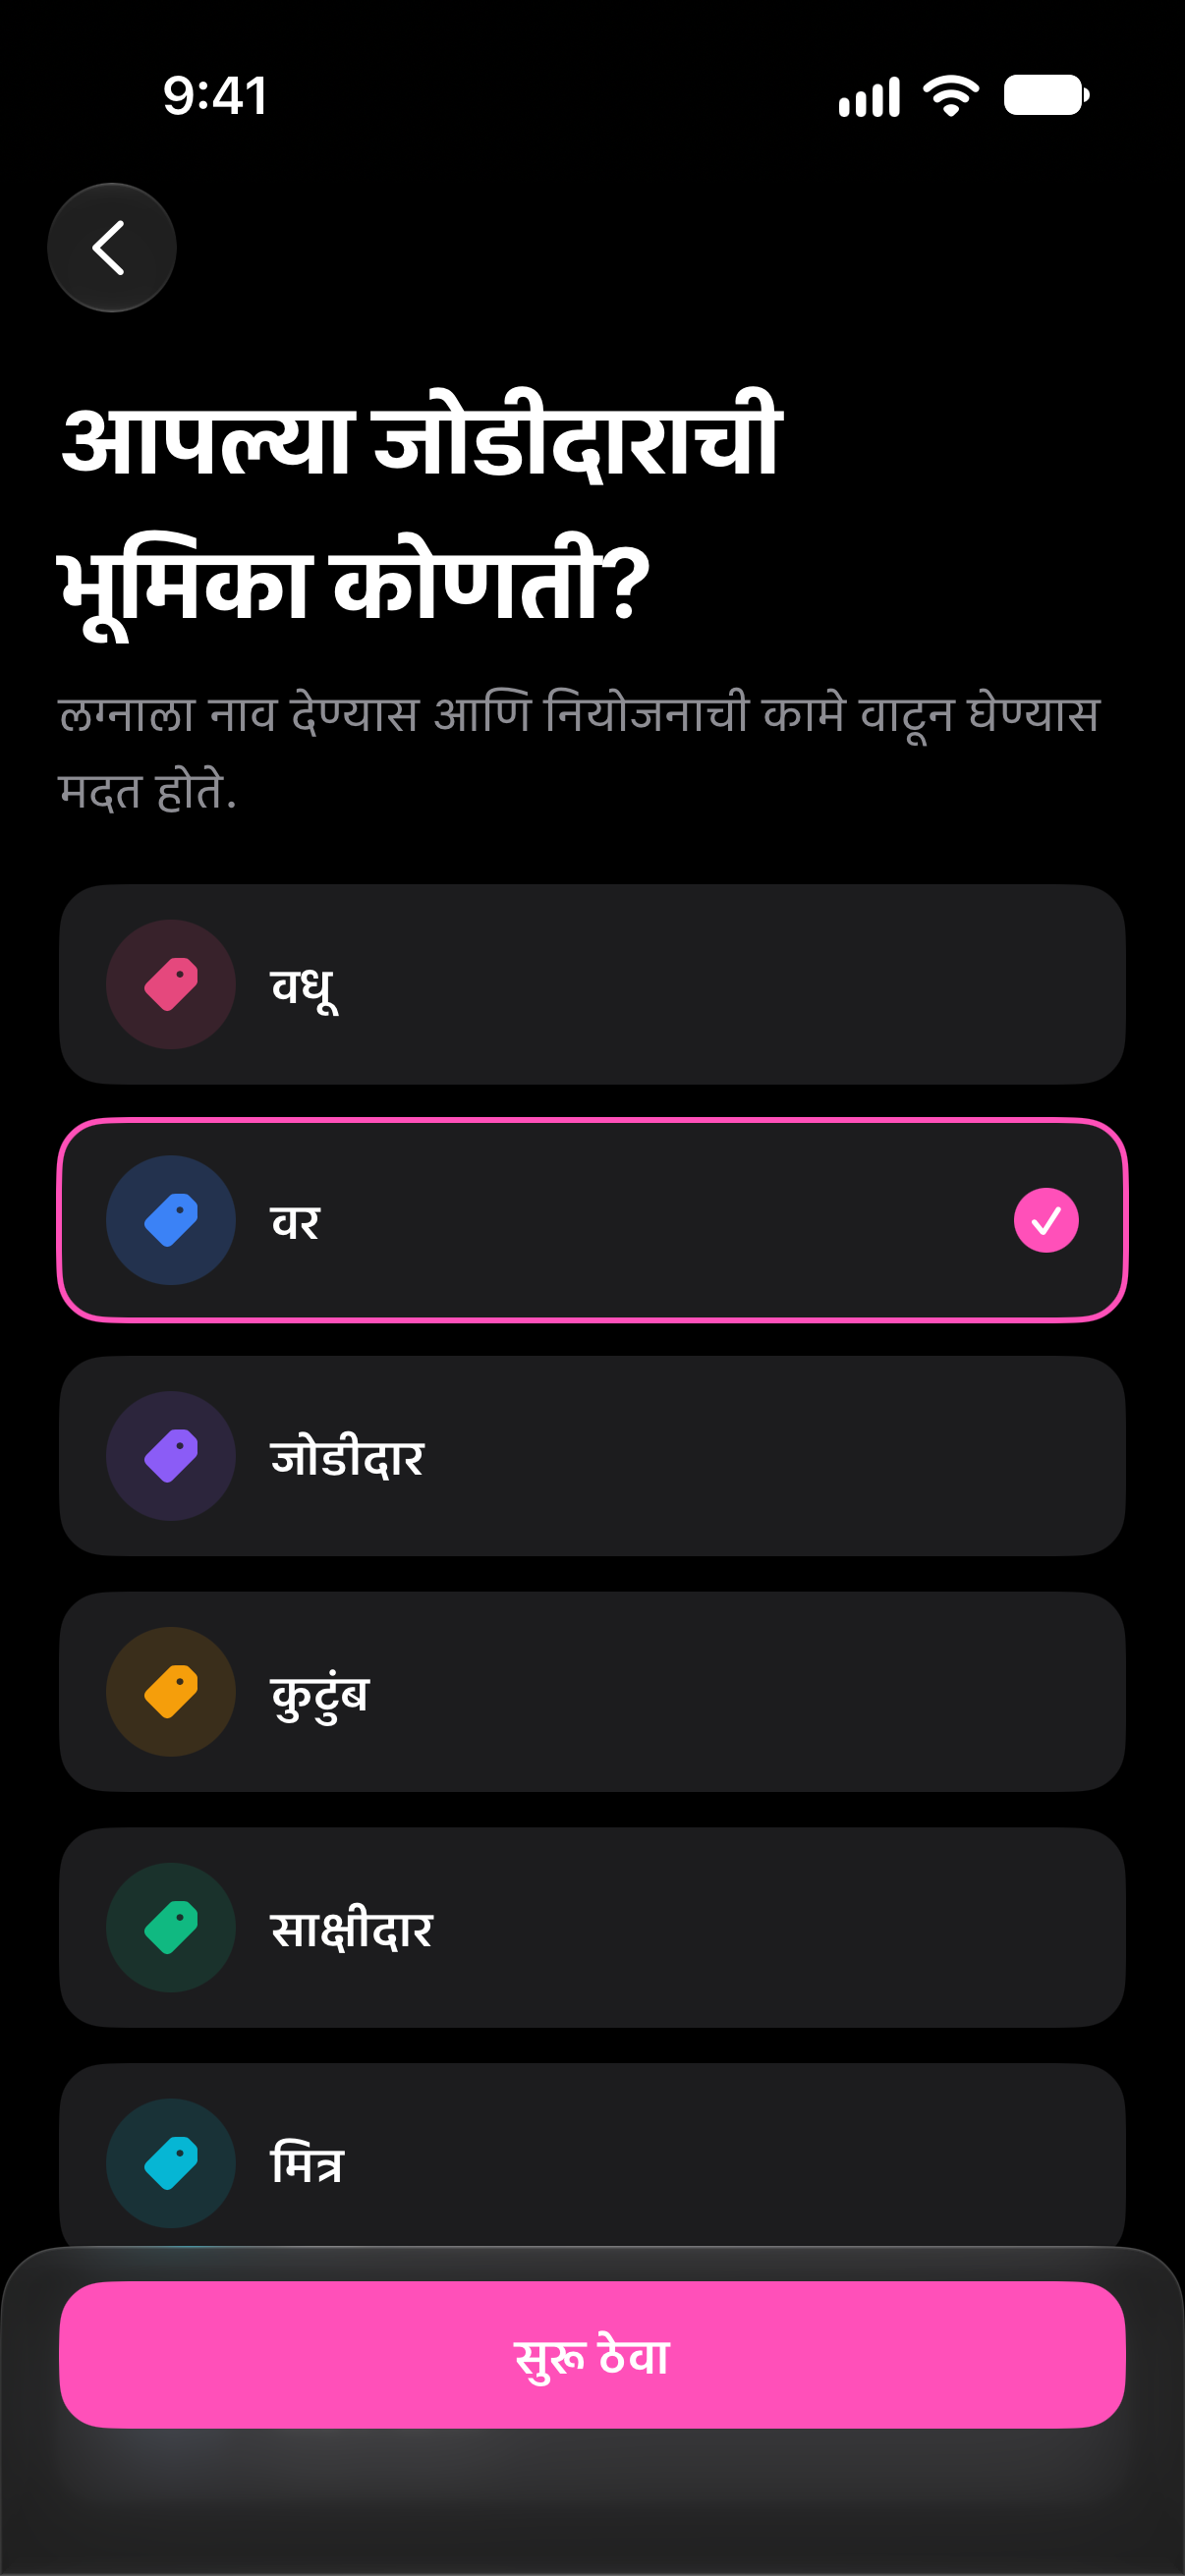 9:41
आपल्या जोडीदाराची
भूमिका कोणती?
लग्नाला नाव देण्यास आणि नियोजनाची कामे वाटून घेण्यास
मदत होते.
वधू
वर
जोडीदार
कुटुंब
साक्षीदार
मित्र
सुरू ठेवा